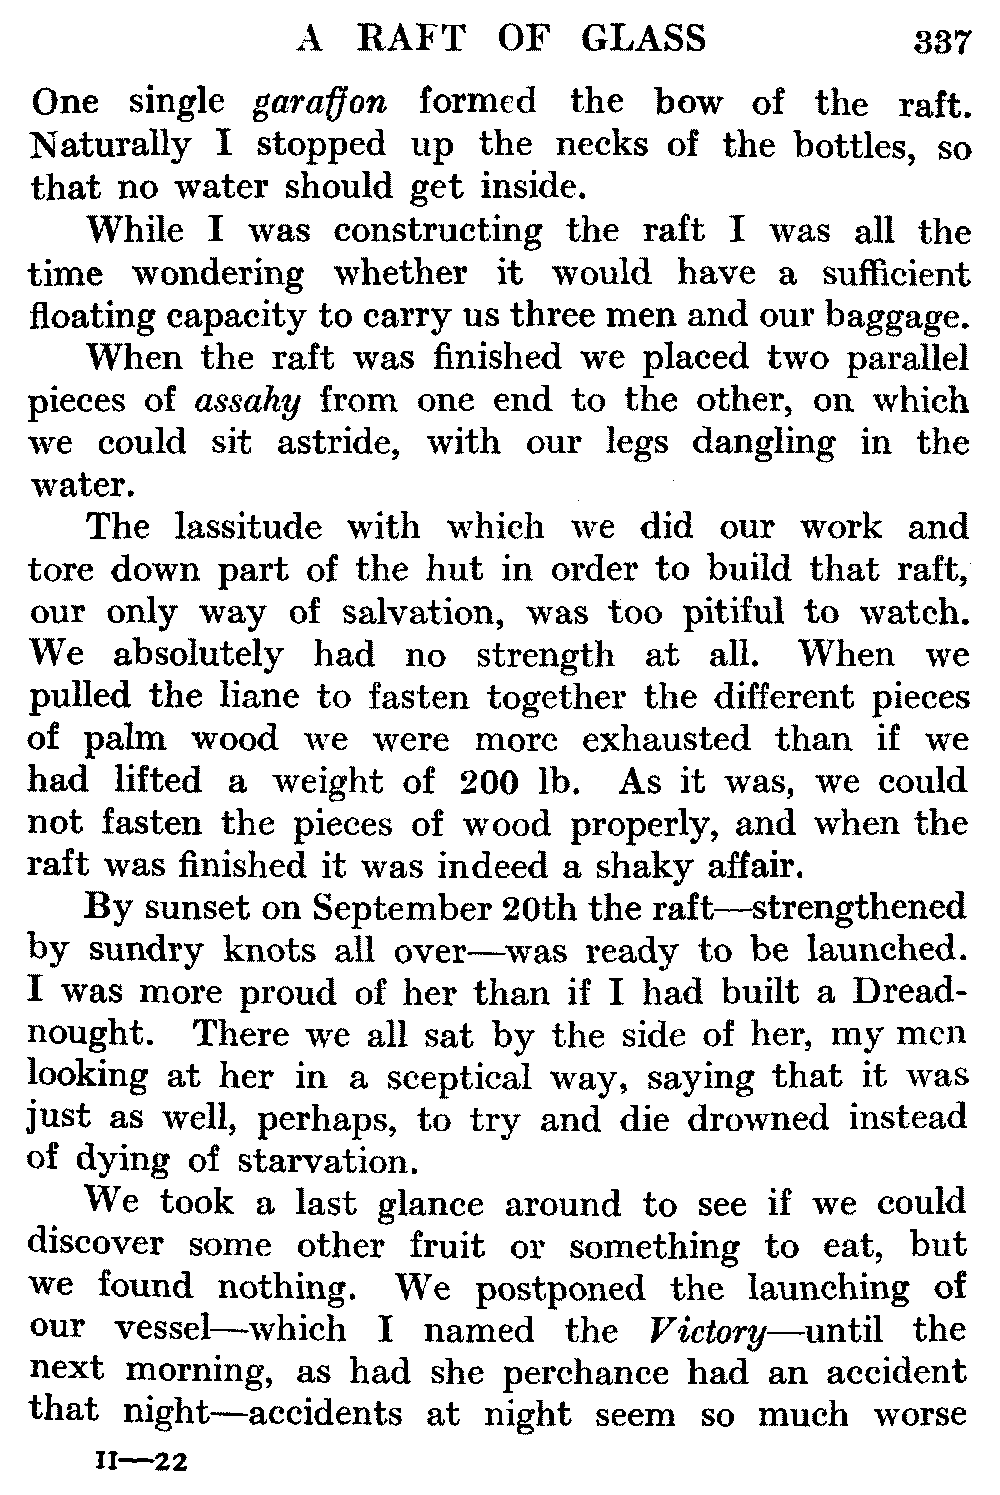 A RAFT OF GLASS 337
One single garaffon formed the bow of the raft.
Naturally I stopped up the necks of the bottles, so
that no water should get inside.
While I was constructing the raft I was all the
time wondering whether it would have a sufficient
floating capacity to carry us three men and our baggage.
When the raft was finished we placed two parallel
pieces of assahy from one end to the other, on which
we could sit astride, with our legs dangling in the
water.
The lassitude with which we did our work and
tore down part of the hut in order to build that raft,
our only way of salvation, was too pitiful to watch.
We absolutely had no strength at all. When we
pulled the liane to fasten together the different pieces
of palm wood we were more exhausted than if we
had lifted a weight of 200 lb. As it was, we could
not fasten the pieces of wood properly, and when the
raft was finished it was indeed a shaky affair.
By sunset on September 20th the raft—strengthened
by sundry knots all over—was ready to be launched.
I was more proud of her than if I had built a Dread-
nought. There we all sat by the side of her, my men
looking at her in a sceptical way, saying that it was
just as well, perhaps, to try and die drowned instead
of dying of starvation.
We took a last glance around to see if we could
discover some other fruit or something to eat, but
we found nothing. We postponed the launching of
our vessel—which I named the Victory—until the
next morning, as had she perchance had an accident
that night—accidents at night seem so much worse
II—22